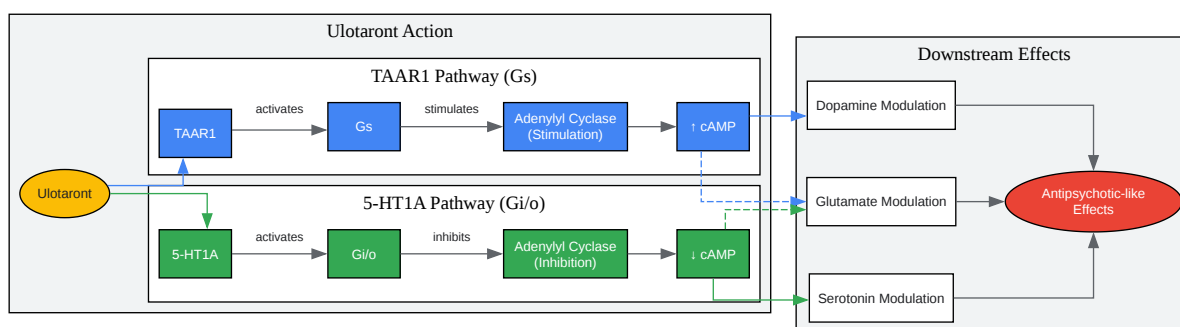 Ulotaront Action
Downstream Effects
TAAR1 Pathway (Gs)
TAAR1
activates
Gs
stimulates
Adenylyl Cyclase
(Stimulation)
↑ cAMP
Dopamine Modulation
Ulotaront
5-HT1A Pathway (Gi/o)
5-HT1A
activates
Gi/o
inhibits
Adenylyl Cyclase
(Inhibition)
↓ cAMP
Glutamate Modulation
Serotonin Modulation
Antipsychotic-like
Effects